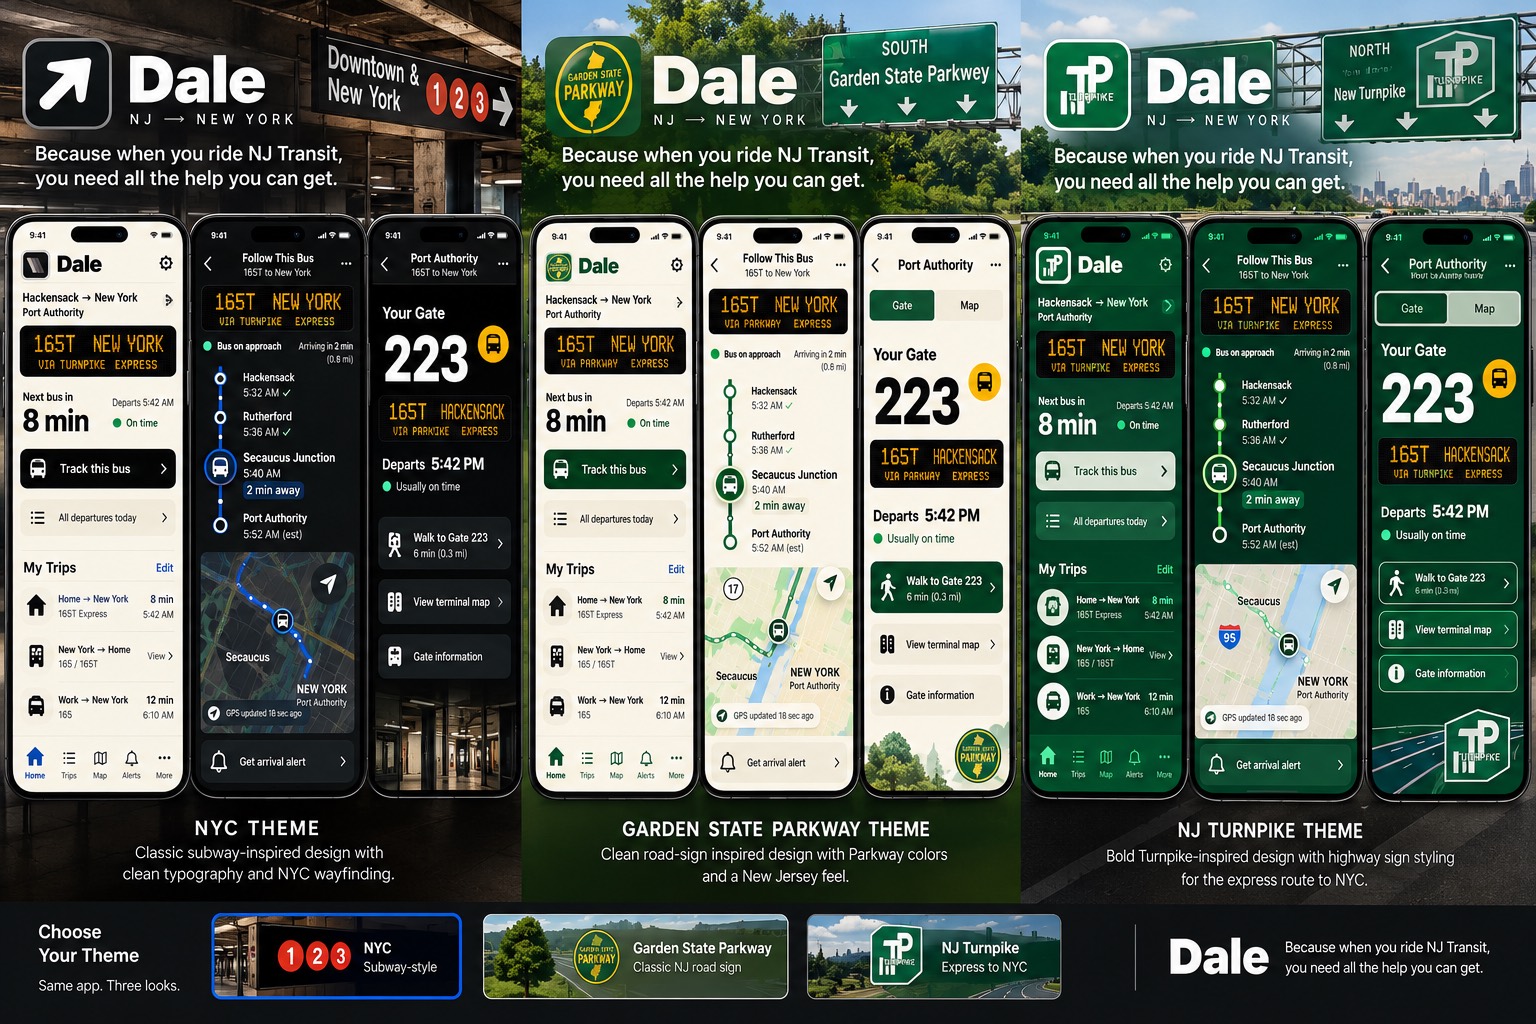 Dale
NJ → NEW YORK
Because when you ride NJ Transit,
you need all the help you can get.
Downtown &
New York
1 2 3
9:41
Dale
Hackensack → New York
Port Authority
165T NEW YORK
VIA TURNPIKE EXPRESS
Next bus in
8 min
Departs 5:42 AM
On time
Track this bus
All departures today
My Trips
Edit
Home → New York 8 min
165T Express 5:42 AM
New York → Home
165 / 165T
View
Work → New York 12 min
165 6:10 AM
Home Trips Map Alerts More
9:41
Follow This Bus
165T to New York
165T NEW YORK
VIA TURNPIKE EXPRESS
Bus on approach
Arriving in 2 min
(0.8 mi)
Hackensack
5:32 AM ✓
Rutherford
5:36 AM ✓
Secaucus Junction
5:40 AM
2 min away
Port Authority
5:52 AM (est)
Secaucus
NEW YORK
Port Authority
GPS updated 18 sec ago
Get arrival alert
9:41
Port Authority
165T to New York
Your Gate
223
165T HACKENSACK
EXPRESS
Departs 5:42 PM
Usually on time
Walk to Gate 223
6 min (0.3 mi)
View terminal map
Gate information
NYC THEME
Classic subway-inspired design with
clean typography and NYC wayfinding.
GARDEN STATE
PARKWAY
Dale
NJ → NEW YORK
Because when you ride NJ Transit,
you need all the help you can get.
SOUTH
Garden State Parkwey
9:41
Dale
Hackensack → New York
Port Authority
165T NEW YORK
VIA PARKWAY EXPRESS
Next bus in
8 min
Departs 5:42 AM
On time
Track this bus
All departures today
My Trips
Edit
Home → New York 8 min
165T Express 5:42 AM
New York → Home
165 / 165T
View
Work → New York 12 min
165 6:10 AM
Home Trips Map Alerts More
9:41
Follow This Bus
165T to New York
165T NEW YORK
VIA PARKWAY EXPRESS
Bus on approach
Arriving in 2 min
(0.8 mi)
Hackensack
5:32 AM ✓
Rutherford
5:36 AM ✓
Secaucus Junction
5:40 AM
2 min away
Port Authority
5:52 AM (est)
17
Secaucus
NEW YORK
Port Authority
GPS updated 18 sec ago
Get arrival alert
9:41
Port Authority
Gate
Map
Your Gate
223
165T HACKENSACK
VIA PARKWAY EXPRESS
Departs 5:42 PM
Usually on time
Walk to Gate 223
6 min (0.3 mi)
View terminal map
Gate information
PARKWAY
GARDEN STATE PARKWAY THEME
Clean road-sign inspired design with Parkway colors
and a New Jersey feel.
TP
Dale
NJ → NEW YORK
Because when you ride NJ Transit,
you need all the help you can get.
NORTH
New Turnpike
TP
9:41
TP
Dale
Hackensack → New York
Port Authority
165T NEW YORK
VIA TURNPIKE EXPRESS
Next bus in
8 min
Departs 5:42 AM
On time
Track this bus
All departures today
My Trips
Edit
Home → New York 8 min
165T Express 5:42 AM
New York → Home
165 / 165T
View
Work → New York 12 min
165 6:10 AM
Home Trips Map Alerts More
9:41
Follow This Bus
165T to New York
165T NEW YORK
VIA TURNPIKE EXPRESS
Bus on approach
Arriving in 2 min
(0.8 mi)
Hackensack
5:32 AM ✓
Rutherford
5:36 AM ✓
Secaucus Junction
5:40 AM
2 min away
Port Authority
5:52 AM (est)
Secaucus
95
NEW YORK
Port Authority
GPS updated 18 sec ago
Get arrival alert
9:41
Port Authority
Gate
Map
Your Gate
223
165T HACKENSACK
VIA TURNPIKE EXPRESS
Departs 5:42 PM
Usually on time
Walk to Gate 223
6 min (0.3 mi)
View terminal map
Gate information
TP
NJ TURNPIKE THEME
Bold Turnpike-inspired design with highway sign styling
for the express route to NYC.
Choose
Your Theme
Same app. Three looks.
1 2 3
NYC
Subway-style
PARKWAY
Garden State Parkway
Classic NJ road sign
TP
NJ Turnpike
Express to NYC
Dale
Because when you ride NJ Transit,
you need all the help you can get.